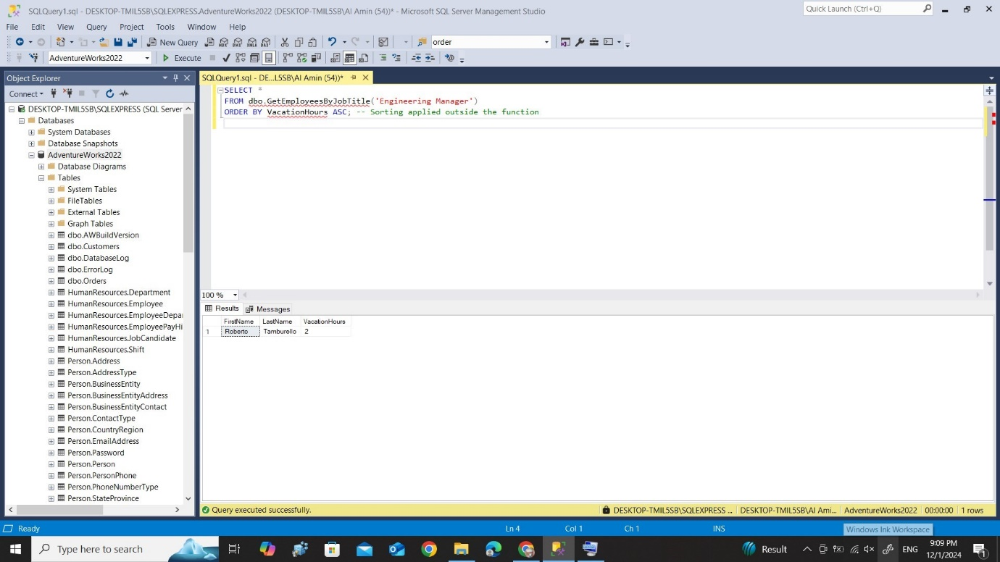 SQLQuery1.sql - DESKTOP-TMIL5SB\SQLEXPRESS.AdventureWorks2022 (DESKTOP-TMIL5SB\Al Amin (54))* - Microsoft SQL Server Management Studio
Quick Launch (Ctrl+Q)
File Edit View Query Project Tools Window Help
New Query
order
AdventureWorks2022
Execute
Object Explorer
SQLQuery1.sql - DE...L5SB\Al Amin (54))*
Connect
DESKTOP-TMIL5SB\SQLEXPRESS (SQL Server
Databases
System Databases
Database Snapshots
AdventureWorks2022
Database Diagrams
Tables
System Tables
FileTables
External Tables
Graph Tables
dbo.AWBuildVersion
dbo.Customers
dbo.DatabaseLog
dbo.ErrorLog
dbo.Orders
HumanResources.Department
HumanResources.Employee
HumanResources.EmployeeDepa
HumanResources.EmployeePayHi
HumanResources.JobCandidate
HumanResources.Shift
Person.Address
Person.AddressType
Person.BusinessEntity
Person.BusinessEntityAddress
Person.BusinessEntityContact
Person.ContactType
Person.CountryRegion
Person.EmailAddress
Person.Password
Person.Person
Person.PersonPhone
Person.PhoneNumberType
Person.StateProvince
SELECT *
FROM dbo.GetEmployeesByJobTitle('Engineering Manager')
ORDER BY VacationHours ASC; -- Sorting applied outside the function
100 %
Results Messages
FirstName LastName VacationHours
1 Roberto Tamburello 2
Query executed successfully.
DESKTOP-TMIL5SB\SQLEXPRESS ... DESKTOP-TMIL5SB\Al Ami... AdventureWorks2022 00:00:00 1 rows
Ready
Ln 4 Col 1 Ch 1 INS
Windows Ink Workspace
Type here to search
Result
ENG
9:09 PM
12/1/2024
1